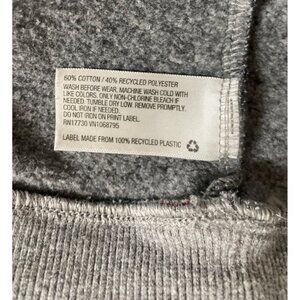 60% COTTON / 40% RECYCLED POLYESTER
WASH BEFORE WEAR. MACHINE WASH COLD WITH
LIKE COLORS. ONLY NON-CHLORINE BLEACH IF
NEEDED. TUMBLE DRY LOW. REMOVE PROMPTLY.
COOL IRON IF NEEDED.
DO NOT IRON ON PRINT LABEL.
RN17730 VN1068795
LABEL MADE FROM 100% RECYCLED PLASTIC